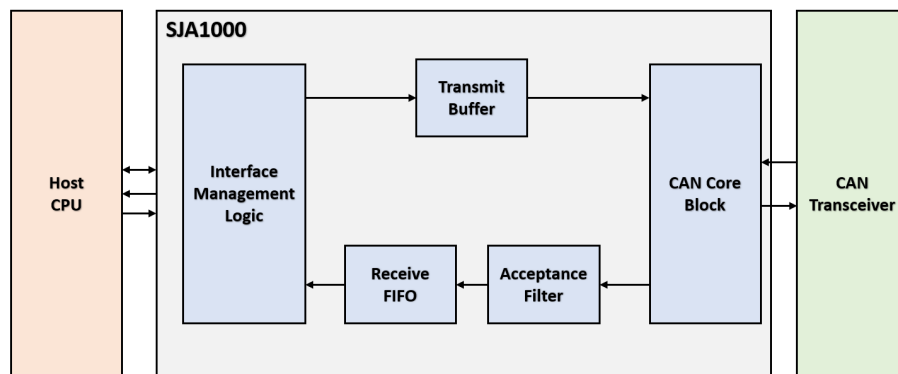 SJA1000
Host
CPU
Interface
Management
Logic
Transmit
Buffer
Receive
FIFO
Acceptance
Filter
CAN Core
Block
CAN
Transceiver